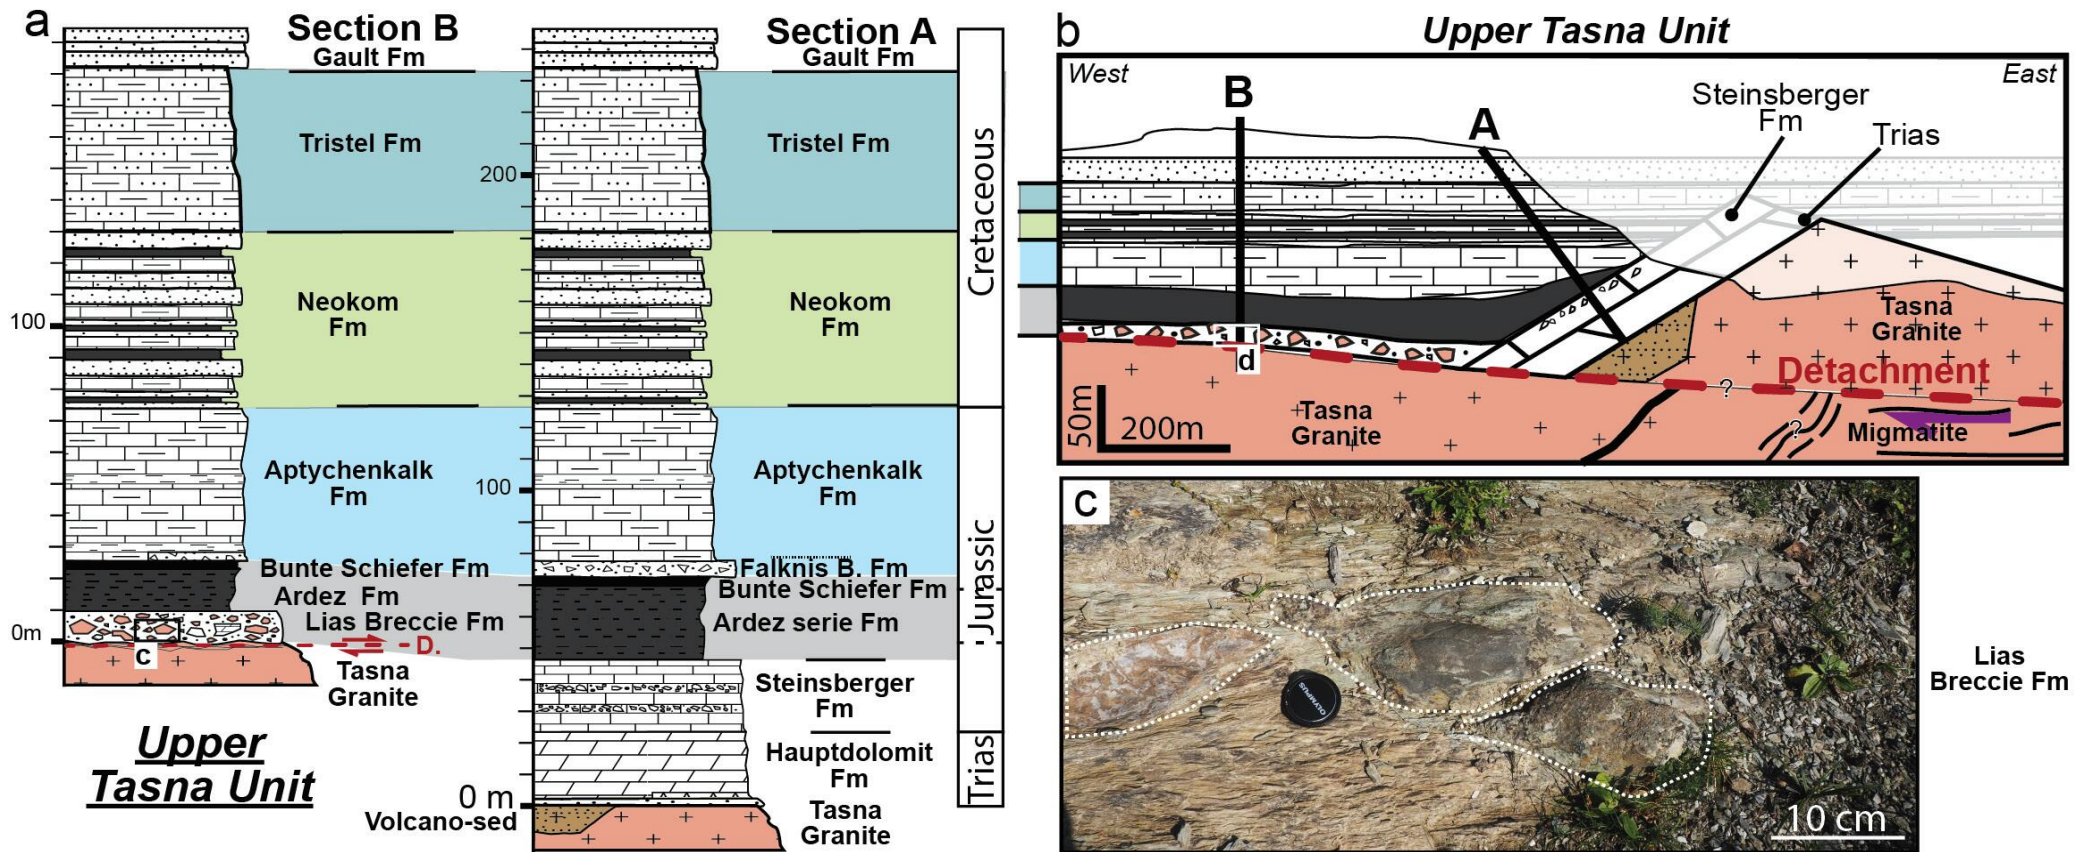 a
Section B
Gault Fm
Tristel Fm
Neokom
Fm
100
Aptychenkalk
Fm
Bunte Schiefer Fm
Ardez Fm
Lias Breccie Fm
0m
c
D.
Tasna
Granite
Upper
Tasna Unit
Section A
Gault Fm
200
Tristel Fm
Neokom
Fm
100
Aptychenkalk
Fm
Falknis B. Fm
Bunte Schiefer Fm
Ardez serie Fm
Steinsberger
Fm
Hauptdolomit
Fm
0 m
Volcano-sed
Tasna
Granite
Cretaceous
Jurassic
Trias
b
Upper Tasna Unit
West
East
B
A
Steinsberger
Fm
Trias
d
Tasna
Granite
Detachment
?
?
Tasna
Granite
Migmatite
50m
200m
c
OLYMPUS
10 cm
Lias
Breccie Fm